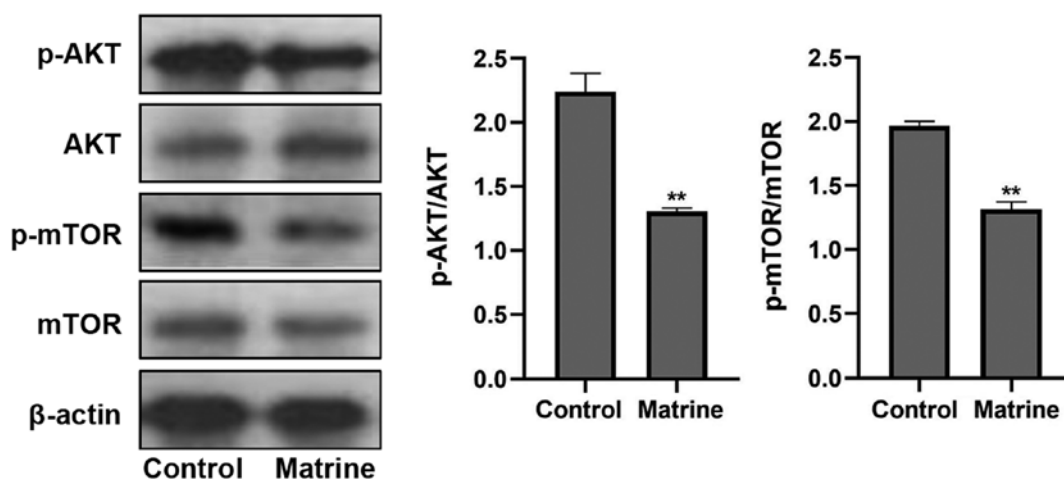 p-AKT
AKT
p-mTOR
mTOR
β-actin
Control Matrine
p-AKT/AKT
2.5
2.0
1.5
1.0
0.5
0.0
**
Control Matrine
p-mTOR/mTOR
2.5
2.0
1.5
1.0
0.5
0.0
**
Control Matrine